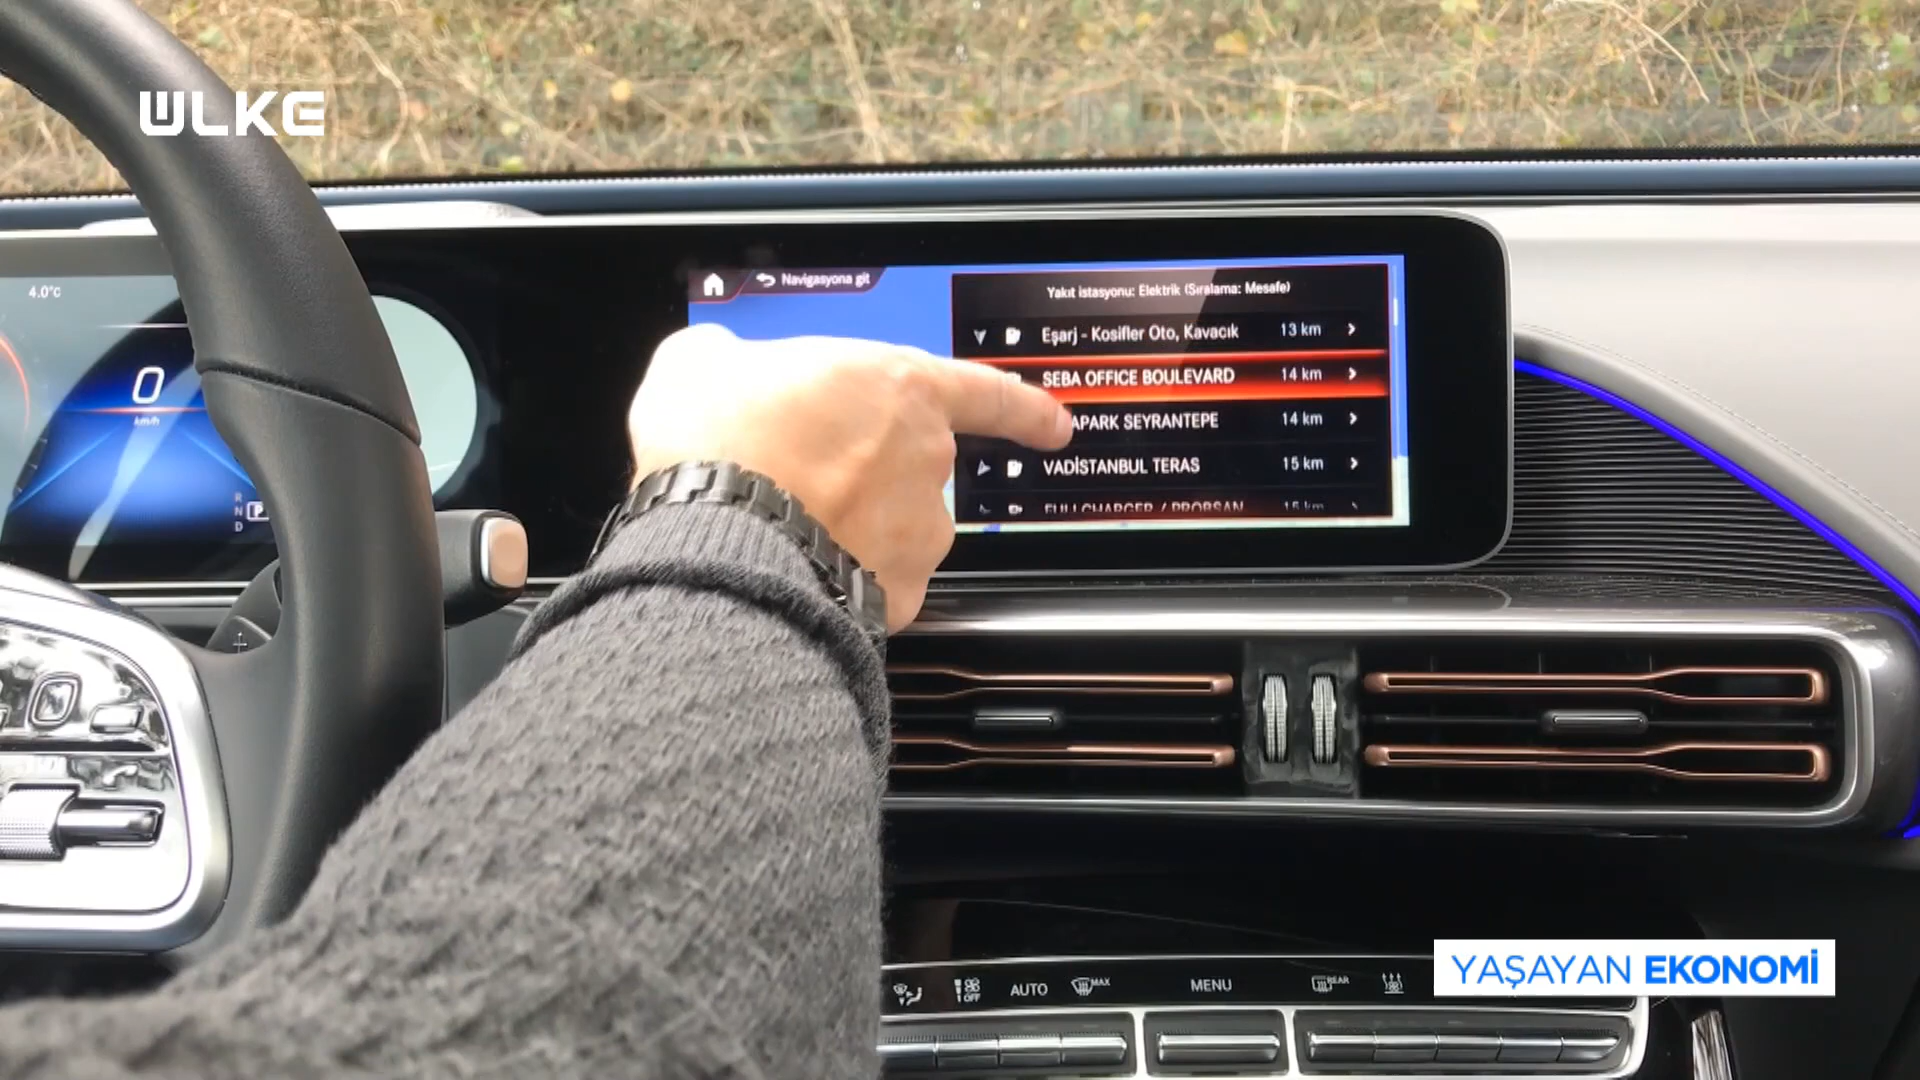 ÜLKE
4.0°c
0
km/h
R
N
P
D
Navigasyona git
Yakıt istasyonu: Elektrik (Sıralama: Mesafe)
Eşarj - Kosifler Oto, Kavacık 13 km
SEBA OFFICE BOULEVARD 14 km
APARK SEYRANTEPE 14 km
VADİSTANBUL TERAS 15 km
FULLCHARGER / PROBSAN 15 km
OFF
AUTO
MAX
MENU
REAR
YAŞAYAN EKONOMİ